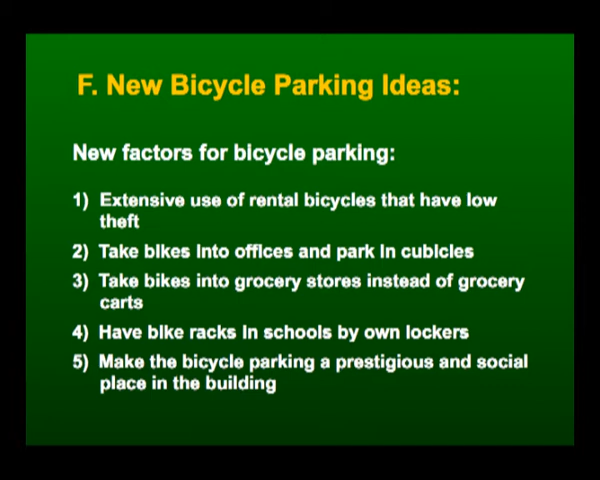 F. New Bicycle Parking Ideas:
New factors for bicycle parking:
1) Extensive use of rental bicycles that have low
theft
2) Take bikes into offices and park in cubicles
3) Take bikes into grocery stores instead of grocery
carts
4) Have bike racks in schools by own lockers
5) Make the bicycle parking a prestigious and social
place in the building